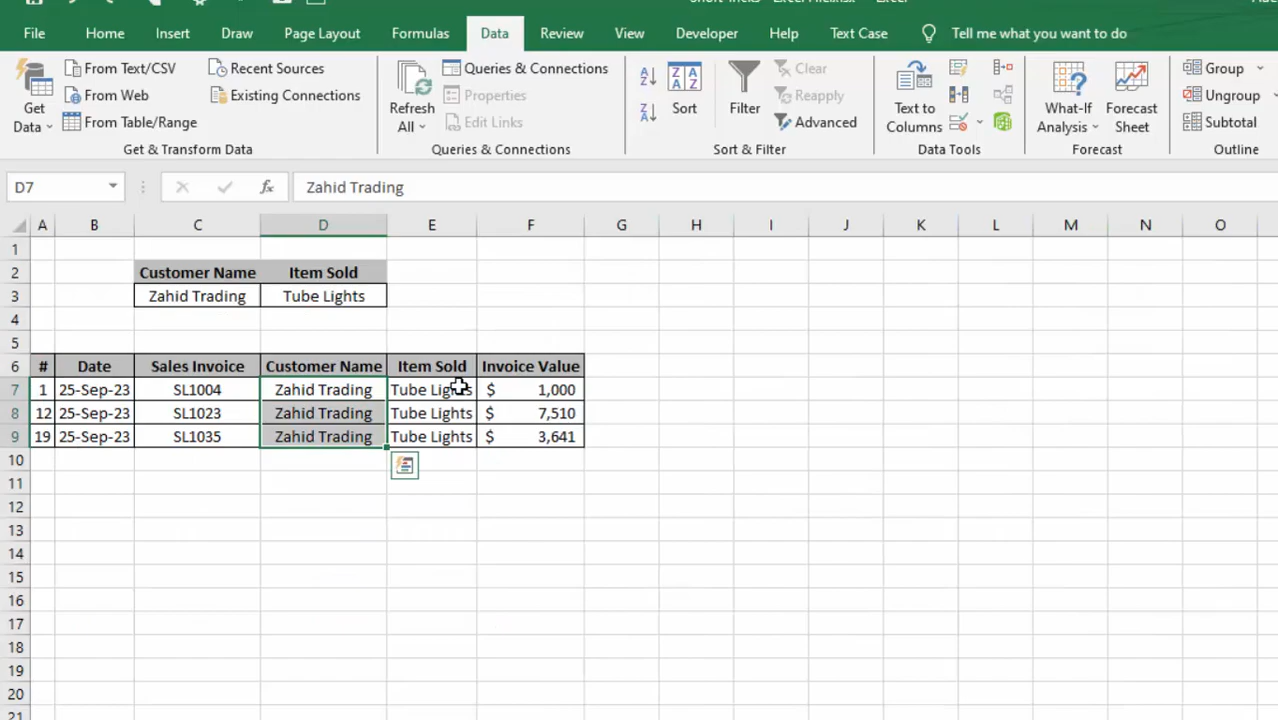 File Home Insert Draw Page Layout Formulas Data Review View Developer Help Text Case Tell me what you want to do
From Text/CSV Recent Sources Queries & Connections Clear Group
Get Data From Web Existing Connections Refresh All Properties Sort Filter Reapply Text to Columns What-If Analysis Forecast Sheet Ungroup
From Table/Range Edit Links Advanced Subtotal
Get & Transform Data Queries & Connections Sort & Filter Data Tools Forecast Outline
D7 fx Zahid Trading
A B C D E F G H I J K L M N O
1
2 Customer Name Item Sold
3 Zahid Trading Tube Lights
4
5
6 # Date Sales Invoice Customer Name Item Sold Invoice Value
7 1 25-Sep-23 SL1004 Zahid Trading Tube Lights $ 1,000
8 12 25-Sep-23 SL1023 Zahid Trading Tube Lights $ 7,510
9 19 25-Sep-23 SL1035 Zahid Trading Tube Lights $ 3,641
10
11
12
13
14
15
16
17
18
19
20
21